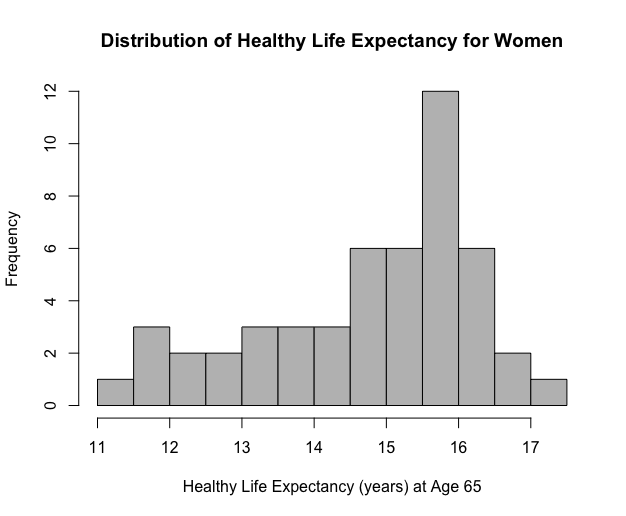 Distribution of Healthy Life Expectancy for Women
Frequency
12
10
8
6
4
2
0
11 12 13 14 15 16 17
Healthy Life Expectancy (years) at Age 65